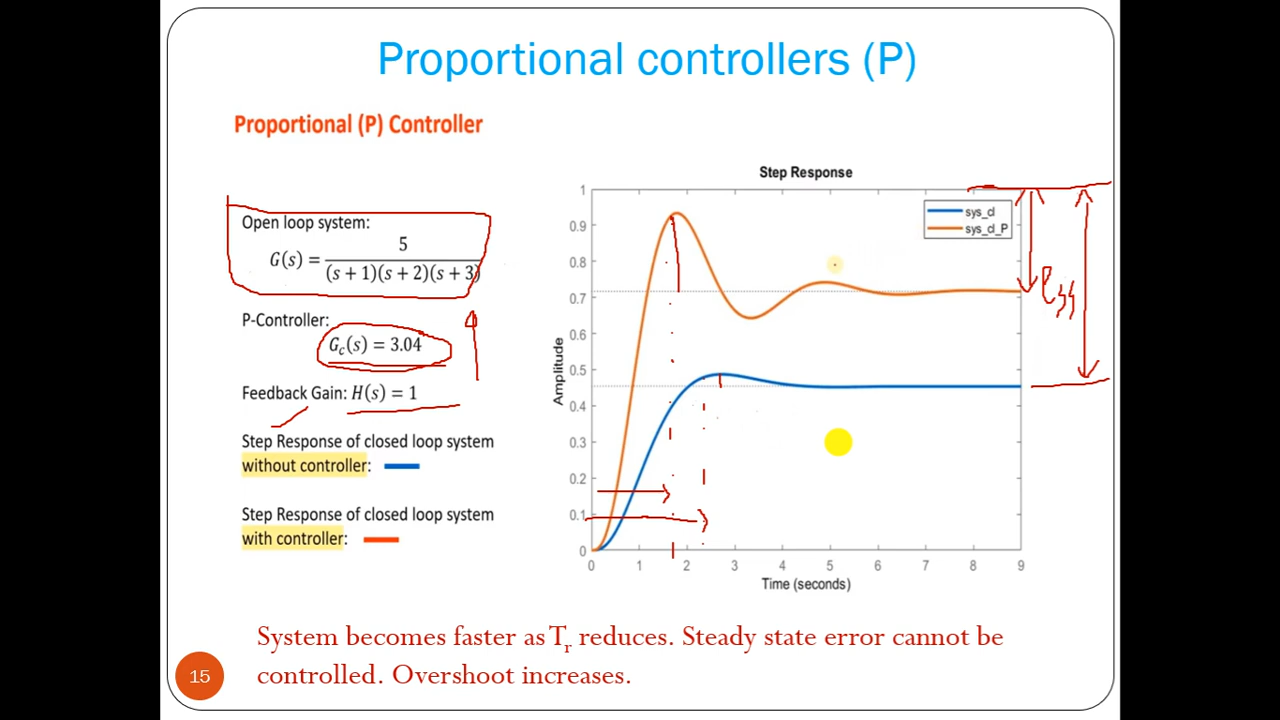 Proportional controllers (P)
Proportional (P) Controller
Open loop system:
G(s) = 5 / (s + 1)(s + 2)(s + 3)
P-Controller:
G_c(s) = 3.04
Feedback Gain: H(s) = 1
Step Response of closed loop system
without controller:
Step Response of closed loop system
with controller:
Step Response
sys_cl
sys_cl_P
1
0.9
0.8
0.7
0.6
0.5
0.4
0.3
0.2
0.1
0
Amplitude
0 1 2 3 4 5 6 7 8 9
Time (seconds)
ess
System becomes faster as T_r reduces. Steady state error cannot be
controlled. Overshoot increases.
15